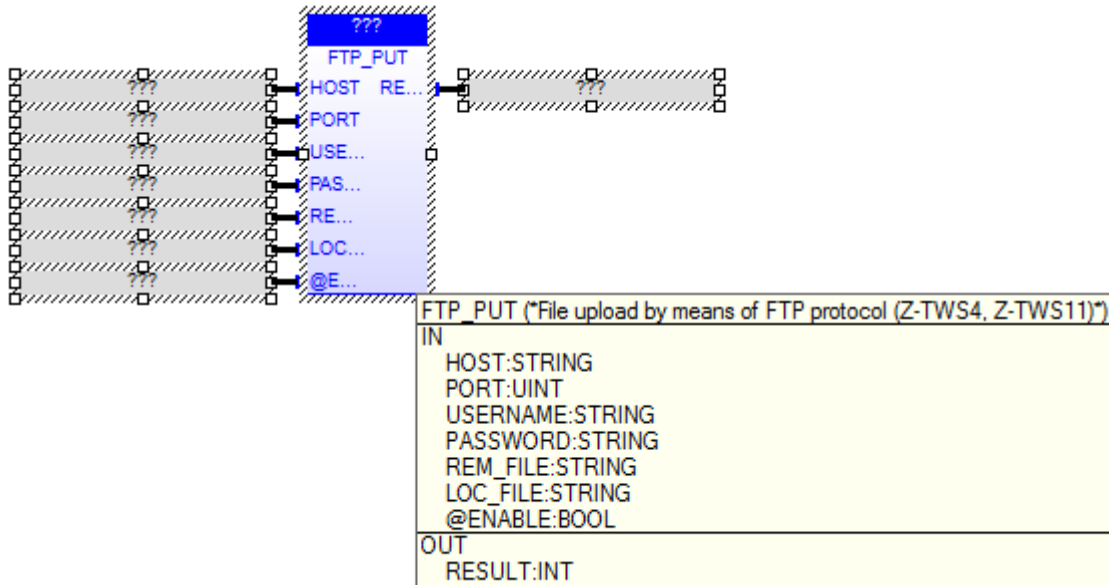 ???
FTP_PUT
??? HOST RE... ???
??? PORT
??? USE...
??? PAS...
??? RE...
??? LOC...
??? @E...
FTP_PUT (*File upload by means of FTP protocol (Z-TWS4, Z-TWS11)*)
IN
HOST:STRING
PORT:UINT
USERNAME:STRING
PASSWORD:STRING
REM_FILE:STRING
LOC_FILE:STRING
@ENABLE:BOOL
OUT
RESULT:INT